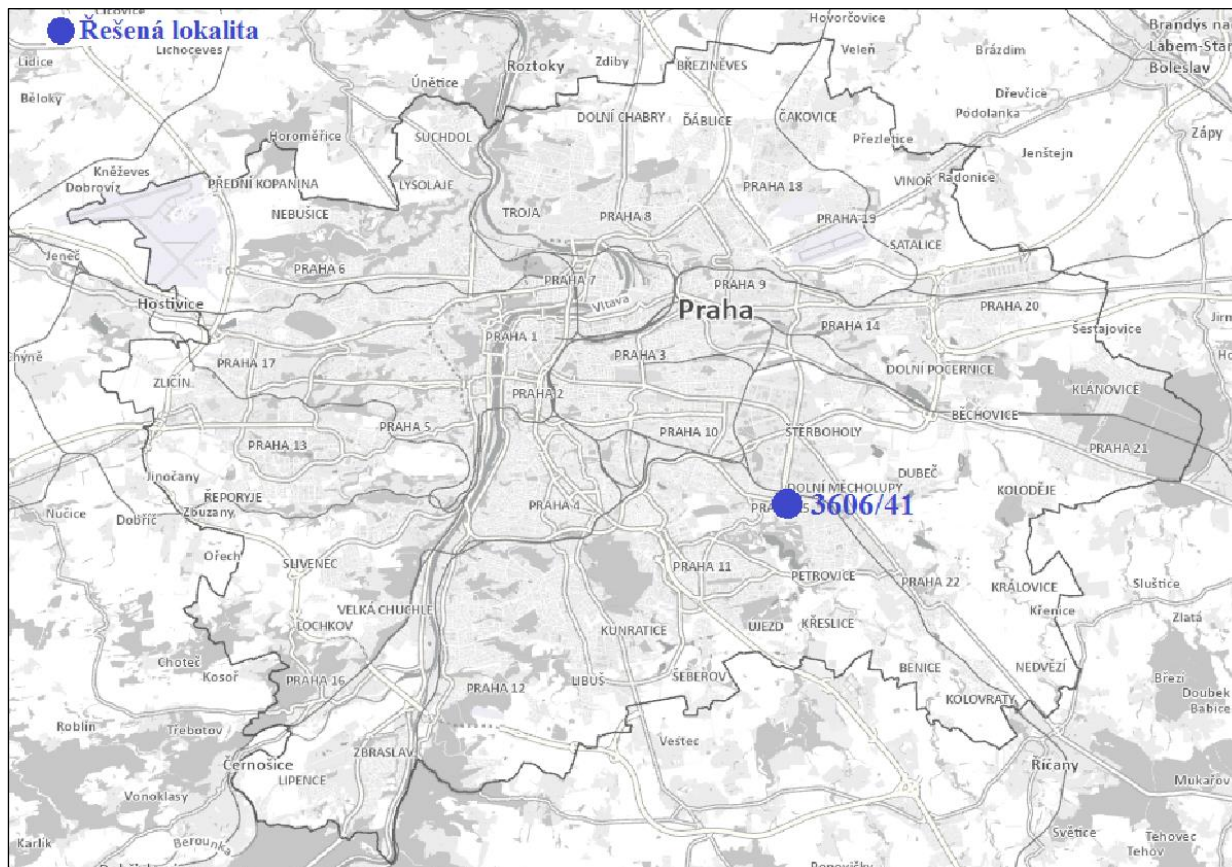 Řešená lokalita
Číčovice
Lichoceves
Lidice
Běloky
Únětice
Roztoky
Zdiby
Hovorčovice
BŘEZINĚVES
Veleň
Brázdim
Brandýs na
Labem-Star
Boleslav
Dřevčice
Podolanka
Zápy
Přezletice
Jenštejn
DOLNÍ CHABRY
ĎÁBLICE
ČAKOVICE
SUCHDOL
Horoměřice
Kněževes
Dobrovíz
PŘEDNÍ KOPANINA
LYSOLAJE
NEBUŠICE
TROJA
PRAHA 8
PRAHA 18
PRAHA 19
VINOŘ
Radonice
SATALICE
Jeneč
Hostivice
PRAHA 6
PRAHA 7
Vltava
Praha
PRAHA 9
PRAHA 14
PRAHA 20
Šestajovice
Jirn
PRAHA 1
PRAHA 3
PRAHA 17
Chýně
ZLIČÍN
PRAHA 2
DOLNÍ POČERNICE
KLÁNOVICE
BĚCHOVICE
PRAHA 5
PRAHA 10
ŠTĚRBOHOLY
PRAHA 13
PRAHA 21
Jinočany
DUBEČ
DOLNÍ MĚCHOLUPY
KOLODĚJE
3606/41
ŘEPORYJE
Zbuzany
Nučice
Dobříč
PRAHA 4
Ořech
SLIVENEC
PRAHA 11
PETROVICE
PRAHA 22
KRÁLOVICE
Sluštice
Křenice
Zlatá
VELKÁ CHUCHLE
LOCHKOV
KUNRATICE
ÚJEZD
KŘESLICE
Choteč
Kosoř
PRAHA 16
LIBUŠ
ŠEBEROV
BENICE
NEDVĚZÍ
Březí
Doubek
Babice
PRAHA 12
KOLOVRATY
Roblín
Třebotov
ZBRASLAV
Vestec
Černošice
LIPENCE
Říčany
Mukařov
Vonoklasy
Karlík
Berounka
Světice
Tehovec
Tehov